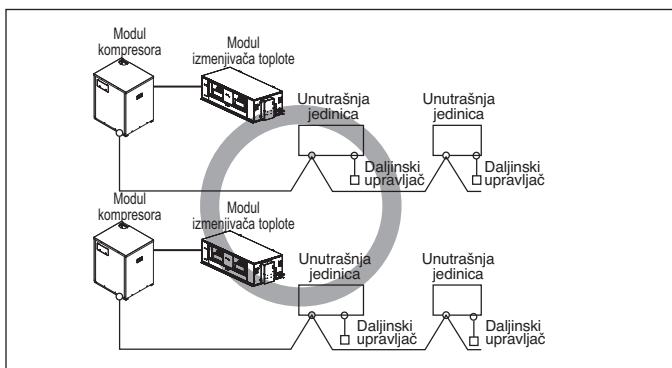 Modul
kompresora
Modul
izmenjivača toplote
Unutrašnja
jedinica
Unutrašnja
jedinica
Daljinski
upravljač
Daljinski
upravljač
Modul
kompresora
Modul
izmenjivača toplote
Unutrašnja
jedinica
Unutrašnja
jedinica
Daljinski
upravljač
Daljinski
upravljač